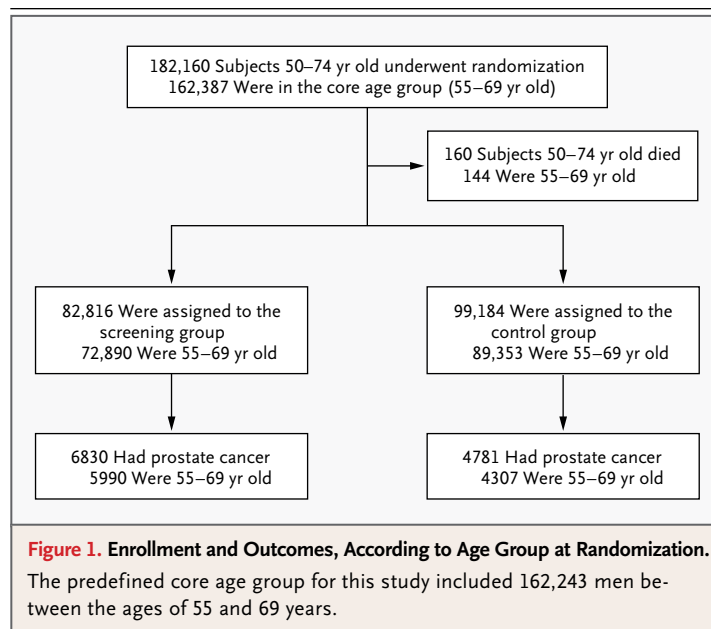 182,160 Subjects 50–74 yr old underwent randomization
162,387 Were in the core age group (55–69 yr old)
160 Subjects 50–74 yr old died
144 Were 55–69 yr old
82,816 Were assigned to the
screening group
72,890 Were 55–69 yr old
99,184 Were assigned to the
control group
89,353 Were 55–69 yr old
6830 Had prostate cancer
5990 Were 55–69 yr old
4781 Had prostate cancer
4307 Were 55–69 yr old
Figure 1. Enrollment and Outcomes, According to Age Group at Randomization.
The predefined core age group for this study included 162,243 men be-
tween the ages of 55 and 69 years.